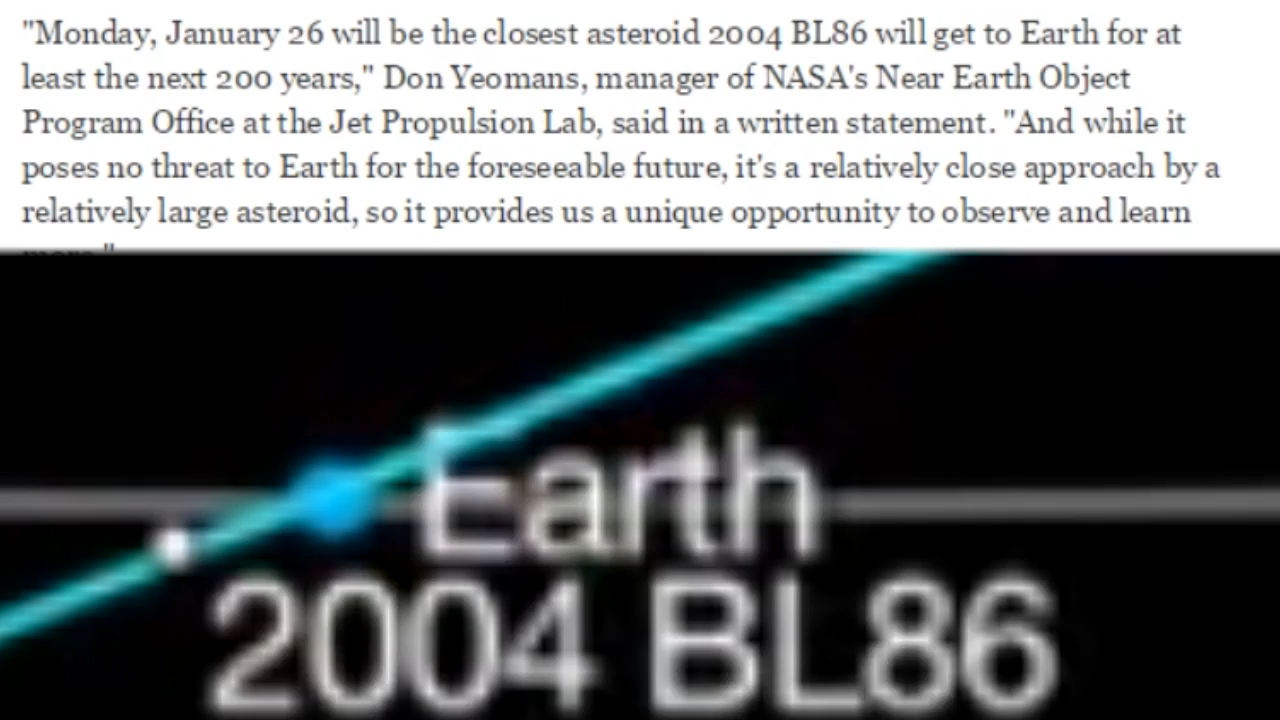 "Monday, January 26 will be the closest asteroid 2004 BL86 will get to Earth for at
least the next 200 years," Don Yeomans, manager of NASA's Near Earth Object
Program Office at the Jet Propulsion Lab, said in a written statement. "And while it
poses no threat to Earth for the foreseeable future, it's a relatively close approach by a
relatively large asteroid, so it provides us a unique opportunity to observe and learn
more."
Earth
2004 BL86